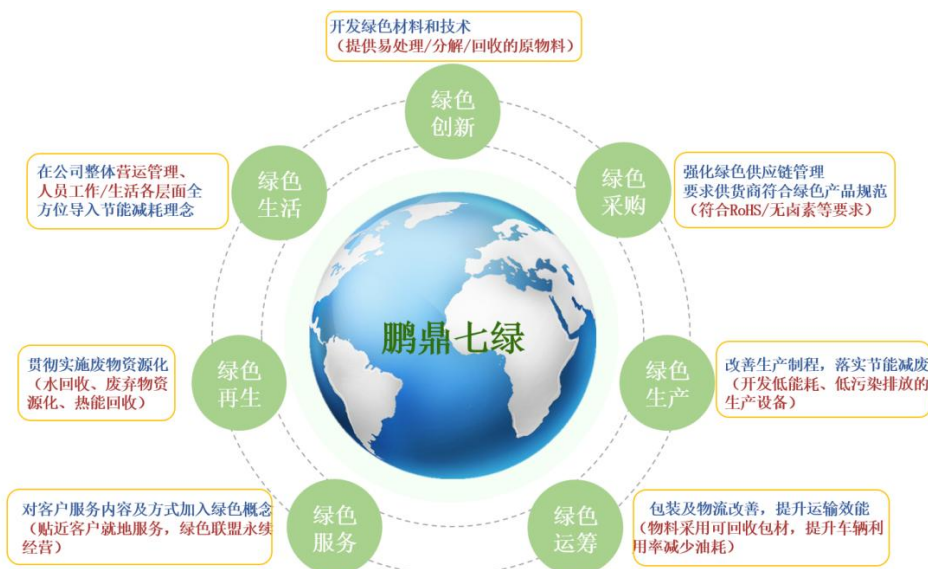 开发绿色材料和技术
（提供易处理/分解/回收的原物料）
绿色
创新
在公司整体营运管理、
人员工作/生活各层面全
方位导入节能减耗理念
绿色
生活
绿色
采购
强化绿色供应链管理
要求供货商符合绿色产品规范
（符合RoHS/无卤素等要求）
鹏鼎七绿
贯彻实施废物资源化
（水回收、废弃物资
源化、热能回收）
绿色
再生
绿色
生产
改善生产制程，落实节能减废
（开发低能耗、低污染排放的
生产设备）
对客户服务内容及方式加入绿色概念
（贴近客户就地服务，绿色联盟永续
经营）
绿色
服务
绿色
运筹
包装及物流改善，提升运输效能
（物料采用可回收包材，提升车辆利
用率减少油耗）